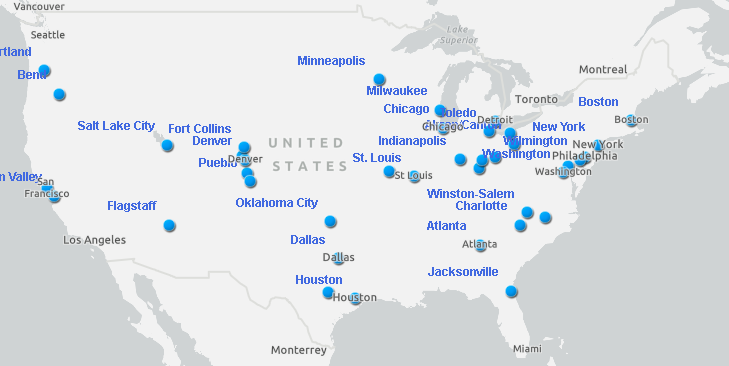 Vancouver
Seattle
Lake
Superior
rtland
Bend
Minneapolis
Montreal
Milwaukee
Chicago
Toledo
Toronto
Boston
Boston
Detroit
Chicago
Salt Lake City
Fort Collins
Denver
Denver
Pueblo
UNITED
STATES
Indianapolis
New York
Wilmington
New York
Washington
Philadelphia
Washington
St. Louis
St Louis
n Valley
San
Francisco
Flagstaff
Los Angeles
Oklahoma City
Winston-Salem
Charlotte
Atlanta
Atlanta
Dallas
Dallas
Houston
Houston
Jacksonville
Monterrey
Miami